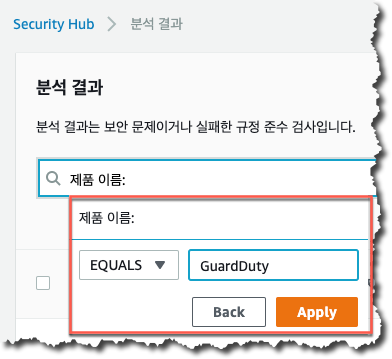 Security Hub > 분석 결과
분석 결과
분석 결과는 보안 문제이거나 실패한 규정 준수 검사입니다.
제품 이름:
제품 이름:
EQUALS ▼ GuardDuty
Back Apply